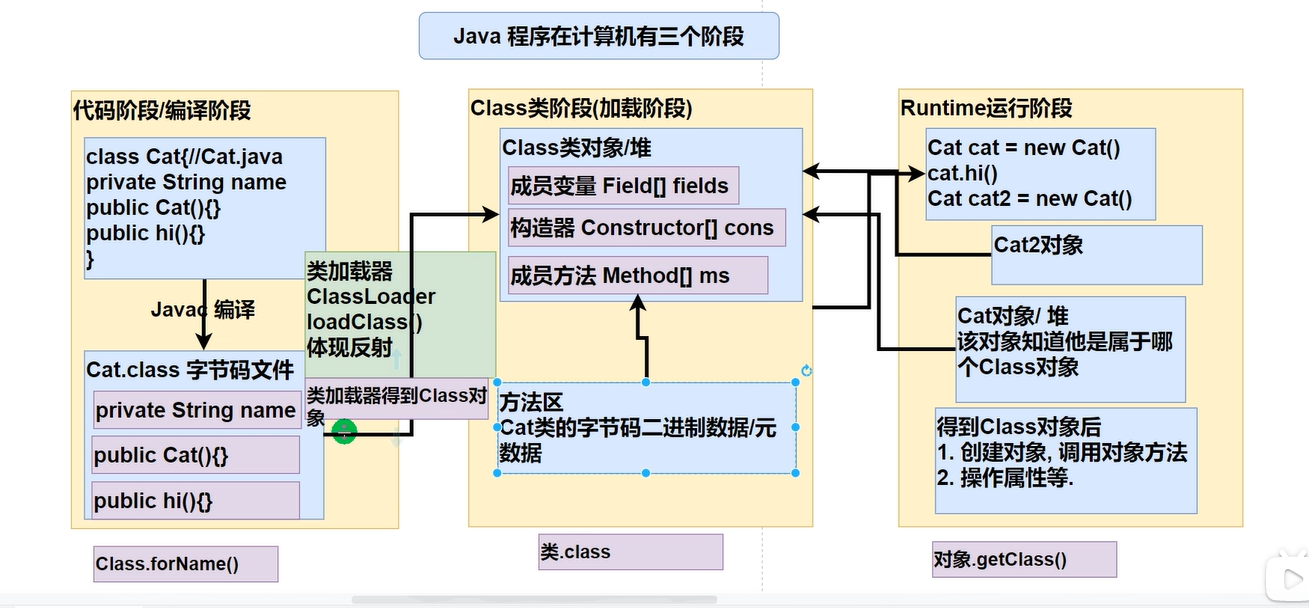 Java 程序在计算机有三个阶段
代码阶段/编译阶段
class Cat{//Cat.java
private String name
public Cat(){}
public hi(){}
}
Javac 编译
Cat.class 字节码文件
private String name
public Cat(){}
public hi(){}
Class.forName()
类加载器
ClassLoader
loadClass()
体现反射
类加载器得到Class对
象
Class类阶段(加载阶段)
Class类对象/堆
成员变量 Field[] fields
构造器 Constructor[] cons
成员方法 Method[] ms
方法区
Cat类的字节码二进制数据/元
数据
类.class
Runtime运行阶段
Cat cat = new Cat()
cat.hi()
Cat cat2 = new Cat()
Cat2对象
Cat对象/ 堆
该对象知道他是属于哪
个Class对象
得到Class对象后
1. 创建对象, 调用对象方法
2. 操作属性等.
对象.getClass()